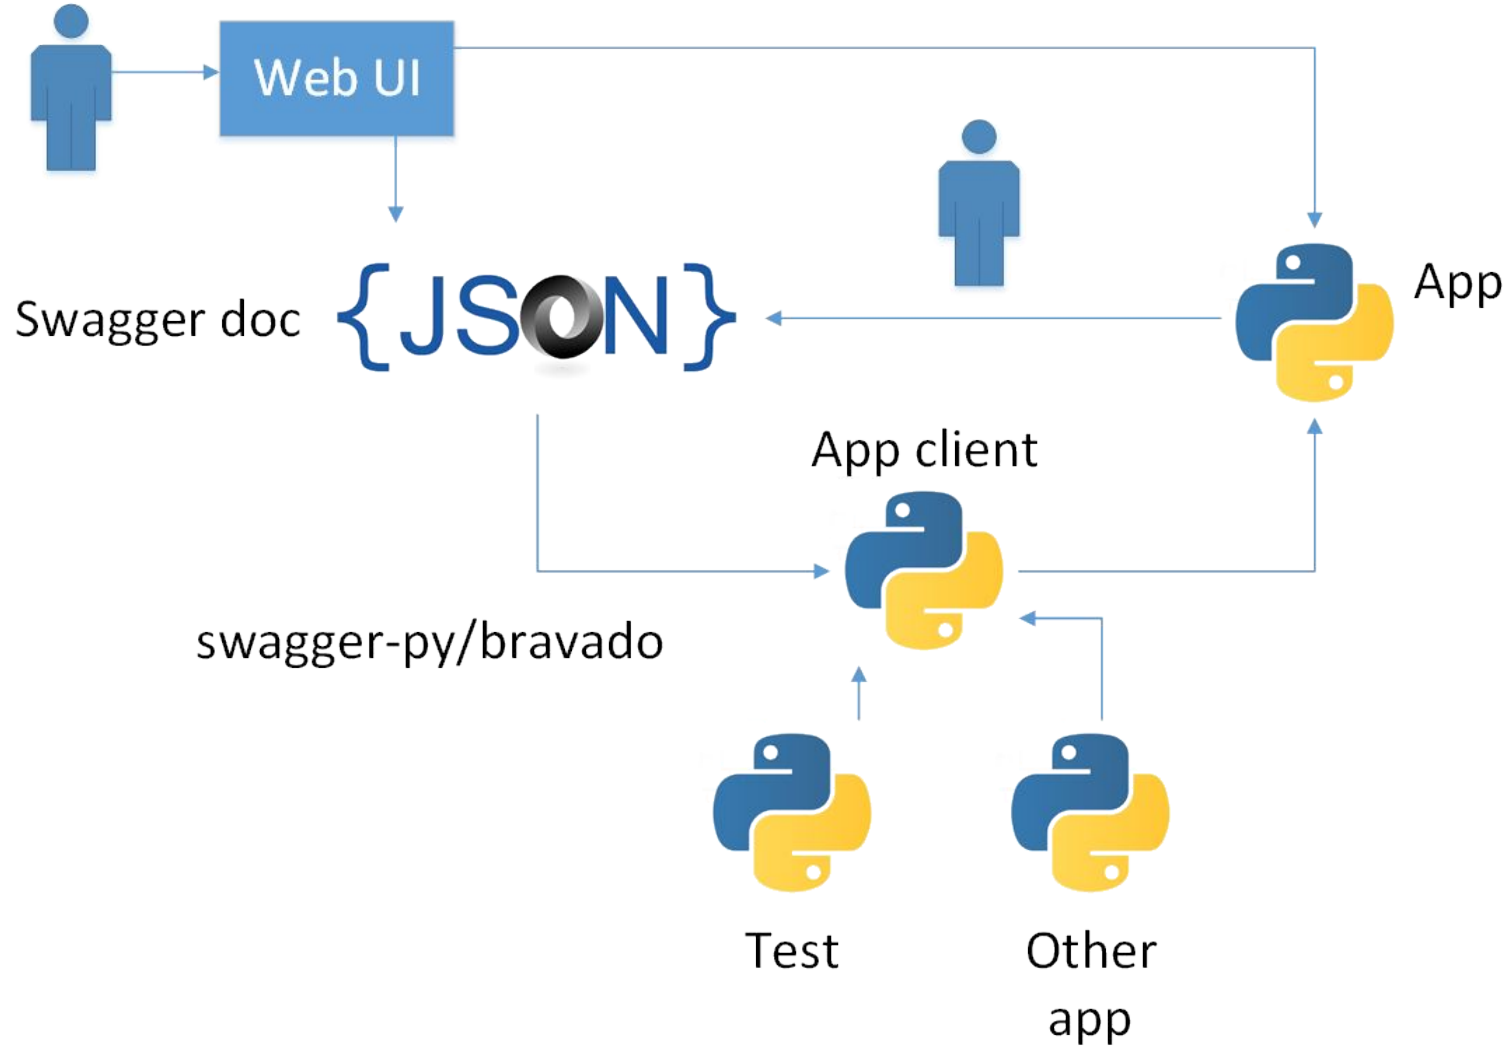 Web UI
App
Swagger doc
{JSON}
App client
swagger-py/bravado
Test
Other
app